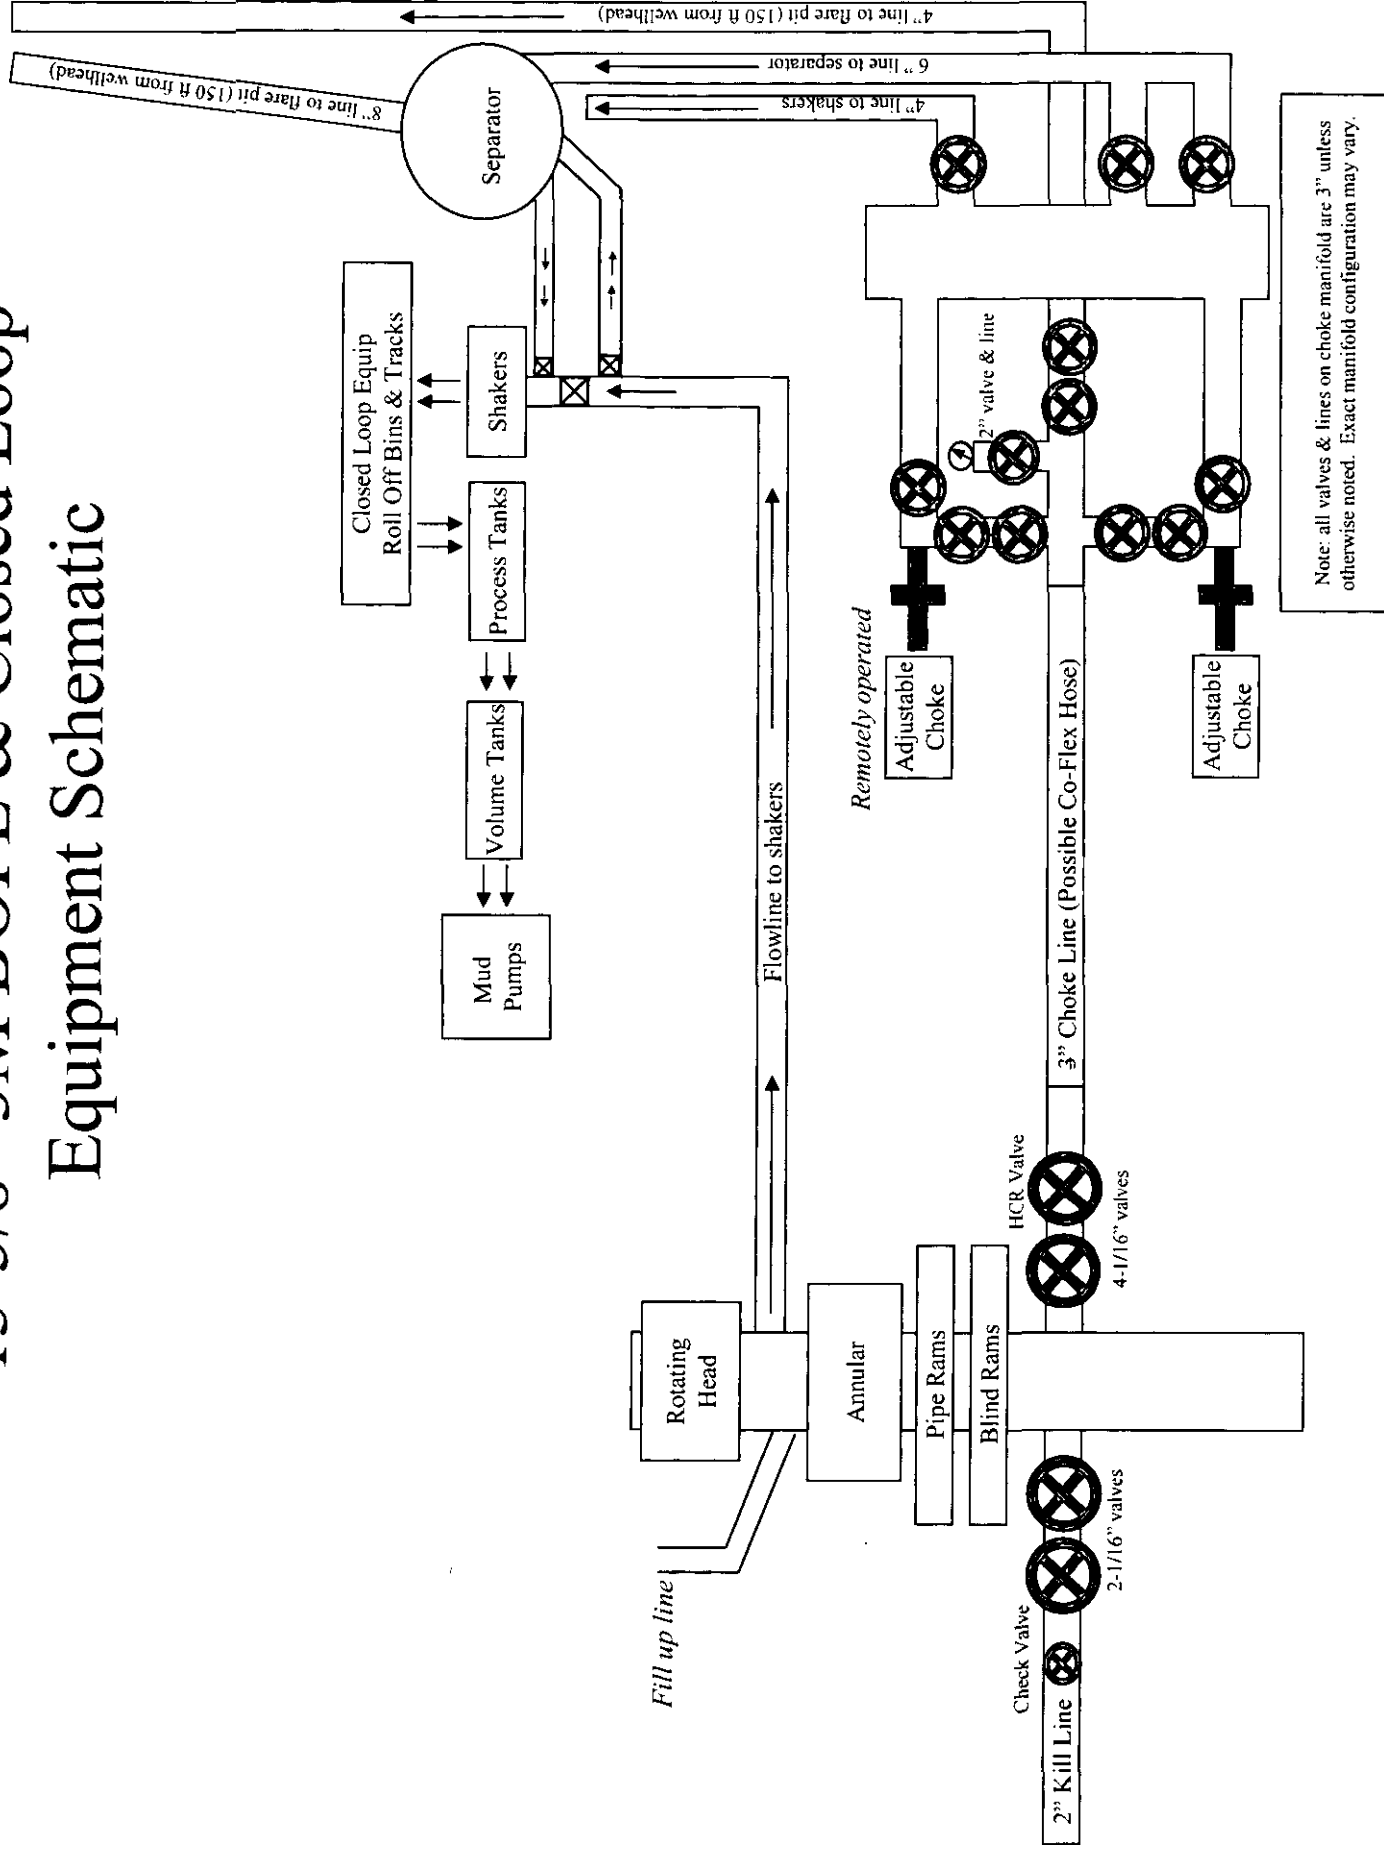 & Closed Loop
Equipment Schematic
Closed Loop Equip
Roll Off Bins & Tracks
Separator
8" line to flare pit (150 ft from wellhead)
4" line to flare pit (150 ft from wellhead)
6" line to separator
4" line to shakers
Mud
Pumps
Volume Tanks
Process Tanks
Shakers
Fill up line
Rotating
Head
Flowline to shakers
Annular
Pipe Rams
Blind Rams
Remotely operated
Adjustable
Choke
2" valve & line
Check Valve
HCR Valve
2" Kill Line
3" Choke Line (Possible Co-Flex Hose)
2-1/16" valves
4-1/16" valves
Adjustable
Choke
Note: all valves & lines on choke manifold are 3" unless
otherwise noted. Exact manifold configuration may vary.